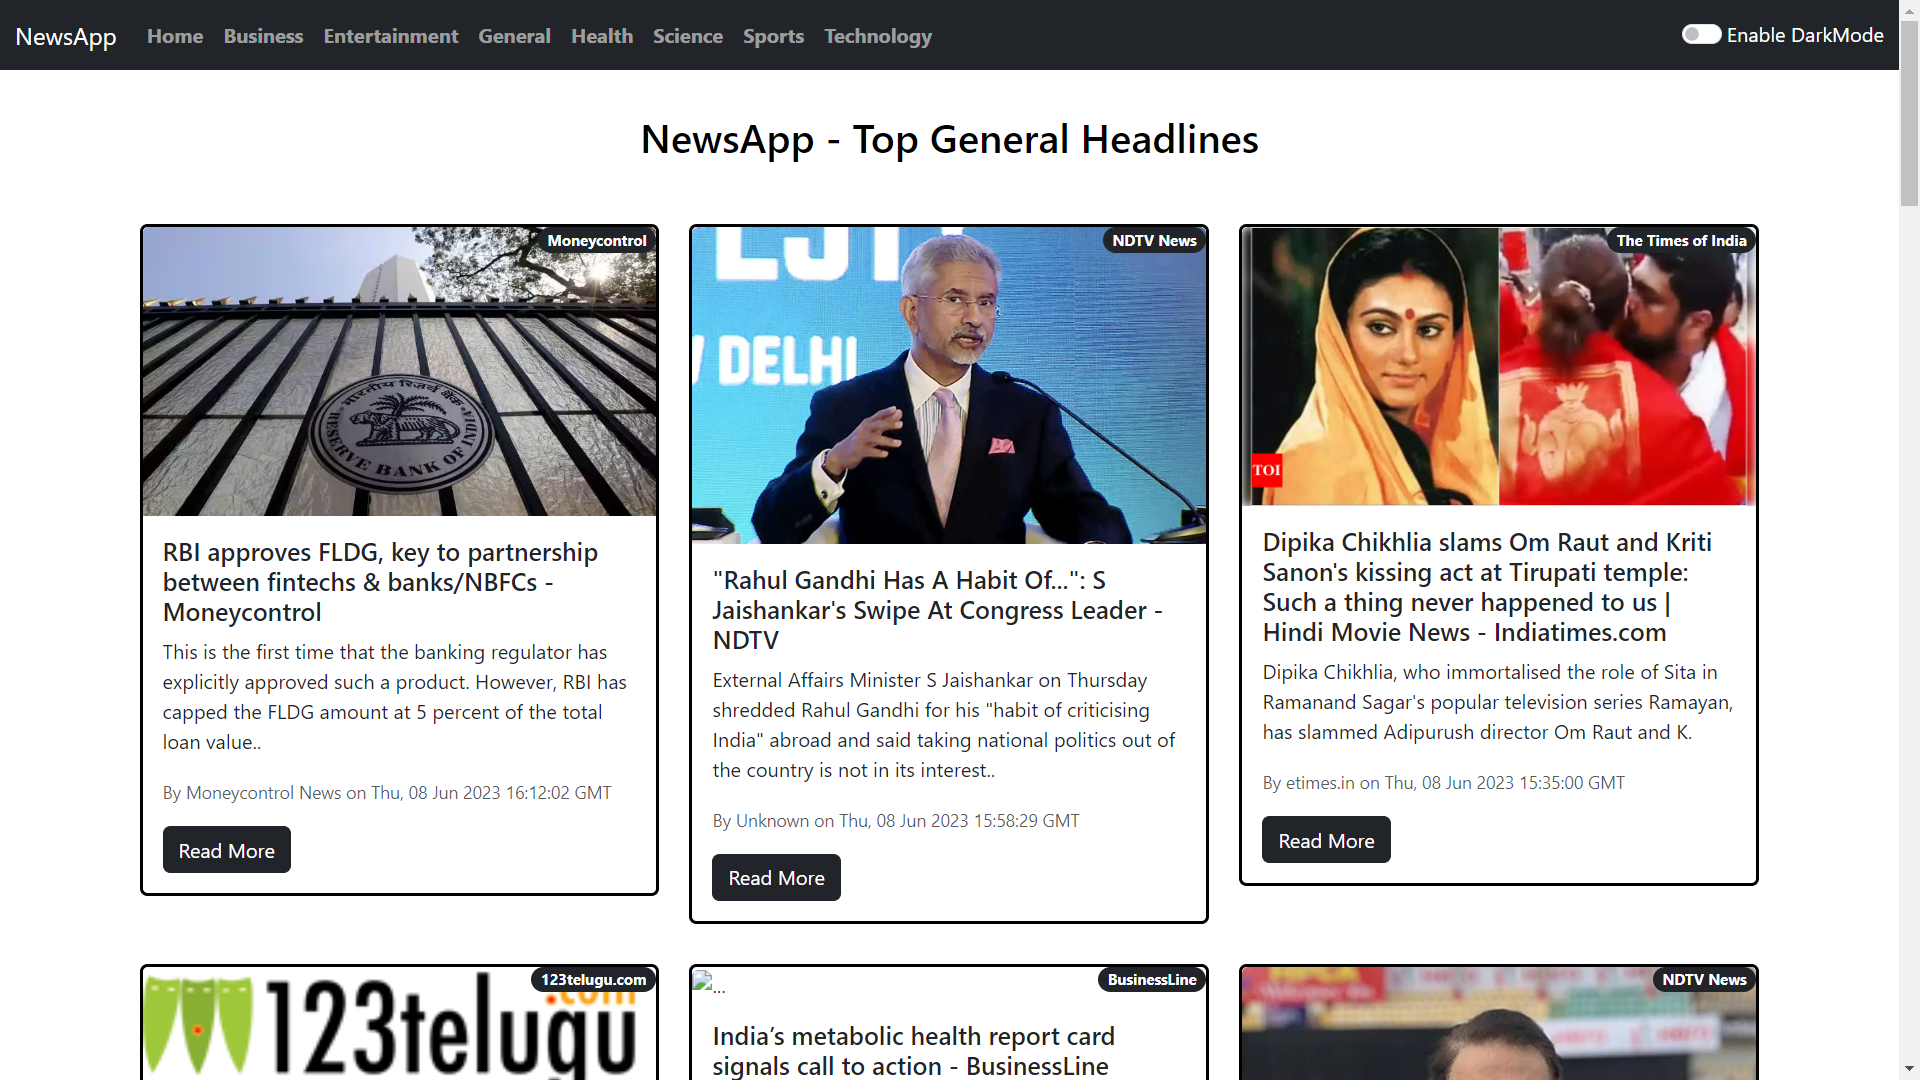 NewsApp Home Business Entertainment General Health Science Sports Technology Enable DarkMode
NewsApp - Top General Headlines
Moneycontrol
भारतीय रिज़र्व बैंक
RESERVE BANK OF INDIA
RBI approves FLDG, key to partnership
between fintechs & banks/NBFCs -
Moneycontrol
This is the first time that the banking regulator has
explicitly approved such a product. However, RBI has
capped the FLDG amount at 5 percent of the total
loan value..
By Moneycontrol News on Thu, 08 Jun 2023 16:12:02 GMT
Read More
NDTV News
DELHI
"Rahul Gandhi Has A Habit Of...": S
Jaishankar's Swipe At Congress Leader -
NDTV
External Affairs Minister S Jaishankar on Thursday
shredded Rahul Gandhi for his "habit of criticising
India" abroad and said taking national politics out of
the country is not in its interest..
By Unknown on Thu, 08 Jun 2023 15:58:29 GMT
Read More
The Times of India
TOI
Dipika Chikhlia slams Om Raut and Kriti
Sanon's kissing act at Tirupati temple:
Such a thing never happened to us |
Hindi Movie News - Indiatimes.com
Dipika Chikhlia, who immortalised the role of Sita in
Ramanand Sagar's popular television series Ramayan,
has slammed Adipurush director Om Raut and K.
By etimes.in on Thu, 08 Jun 2023 15:35:00 GMT
Read More
123telugu.com
.com
123telugu
BusinessLine
...
India’s metabolic health report card
signals call to action - BusinessLine
NDTV News